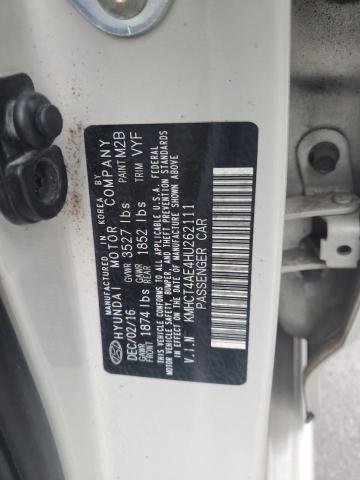 MANUFACTURED IN KOREA BY
HYUNDAI MOTOR COMPANY
DEC/02/16 GVWR 3527 lbs PAINT M2B
GAWR FRONT 1874 lbs GAWR REAR 1852 lbs TRIM VYF
THIS VEHICLE CONFORMS TO ALL APPLICABLE U.S.A. FEDERAL
MOTOR VEHICLE SAFETY, BUMPER, AND THEFT PREVENTION STANDARDS
IN EFFECT ON THE DATE OF MANUFACTURE SHOWN ABOVE.
V.I.N KMHCT4AE4HU262111
PASSENGER CAR